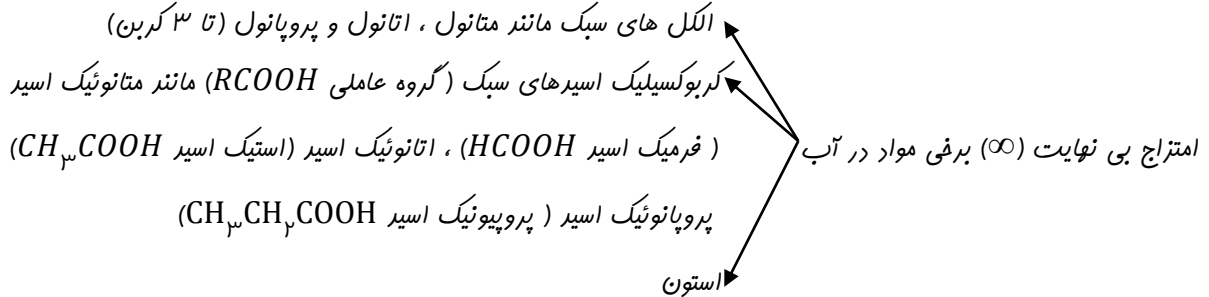 الکل های سبک مانند متانول ، اتانول و پروپانول (تا ۳ کربن)
کربوکسیلیک اسیدهای سبک ( گروه عاملی RCOOH) مانند متانوئیک اسید
امتزاج بی نهایت (∞) برخی مواد در آب
( فرمیک اسید HCOOH) ، اتانوئیک اسید (استیک اسید CH۳COOH)
پروپانوئیک اسید ( پروپیونیک اسید CH۳CH۲COOH)
استون